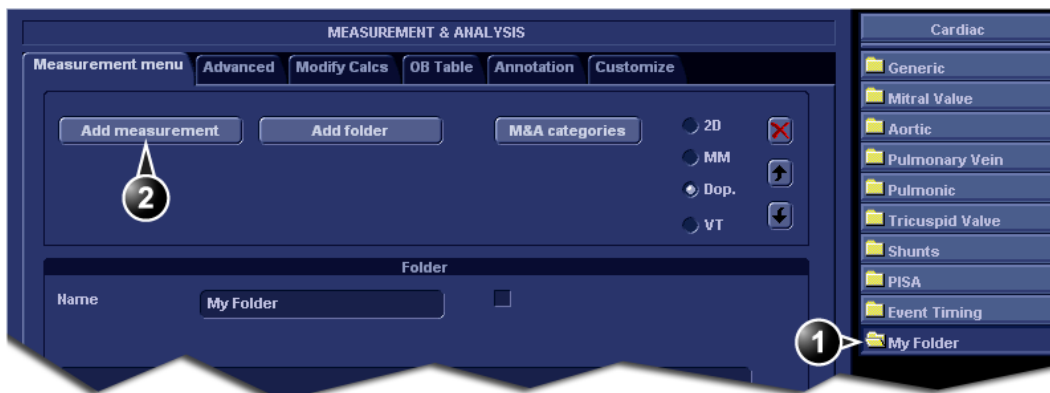 MEASUREMENT & ANALYSIS
Measurement menu Advanced Modify Calcs OB Table Annotation Customize
Add measurement Add folder M&A categories
2D
MM
Dop.
VT
2
Folder
Name My Folder
Cardiac
Generic
Mitral Valve
Aortic
Pulmonary Vein
Pulmonic
Tricuspid Valve
Shunts
PISA
Event Timing
1 My Folder